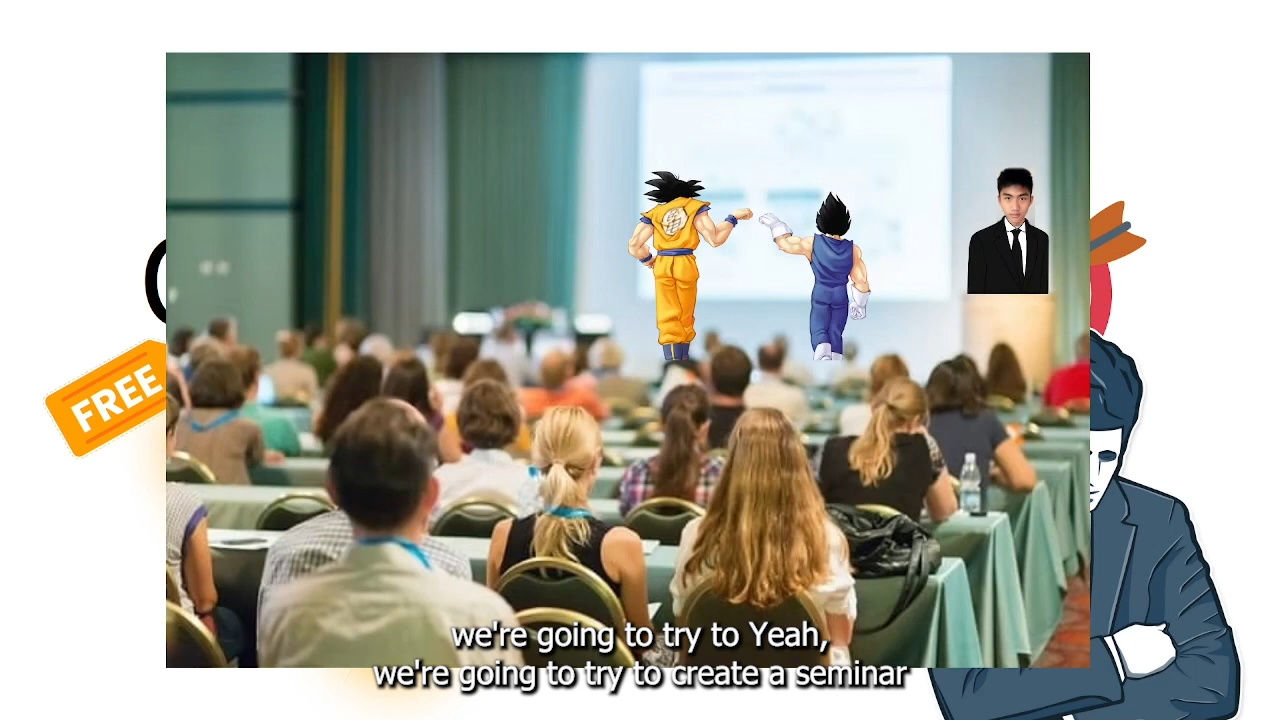 FREE
we're going to try to Yeah,
we're going to try to create a seminar